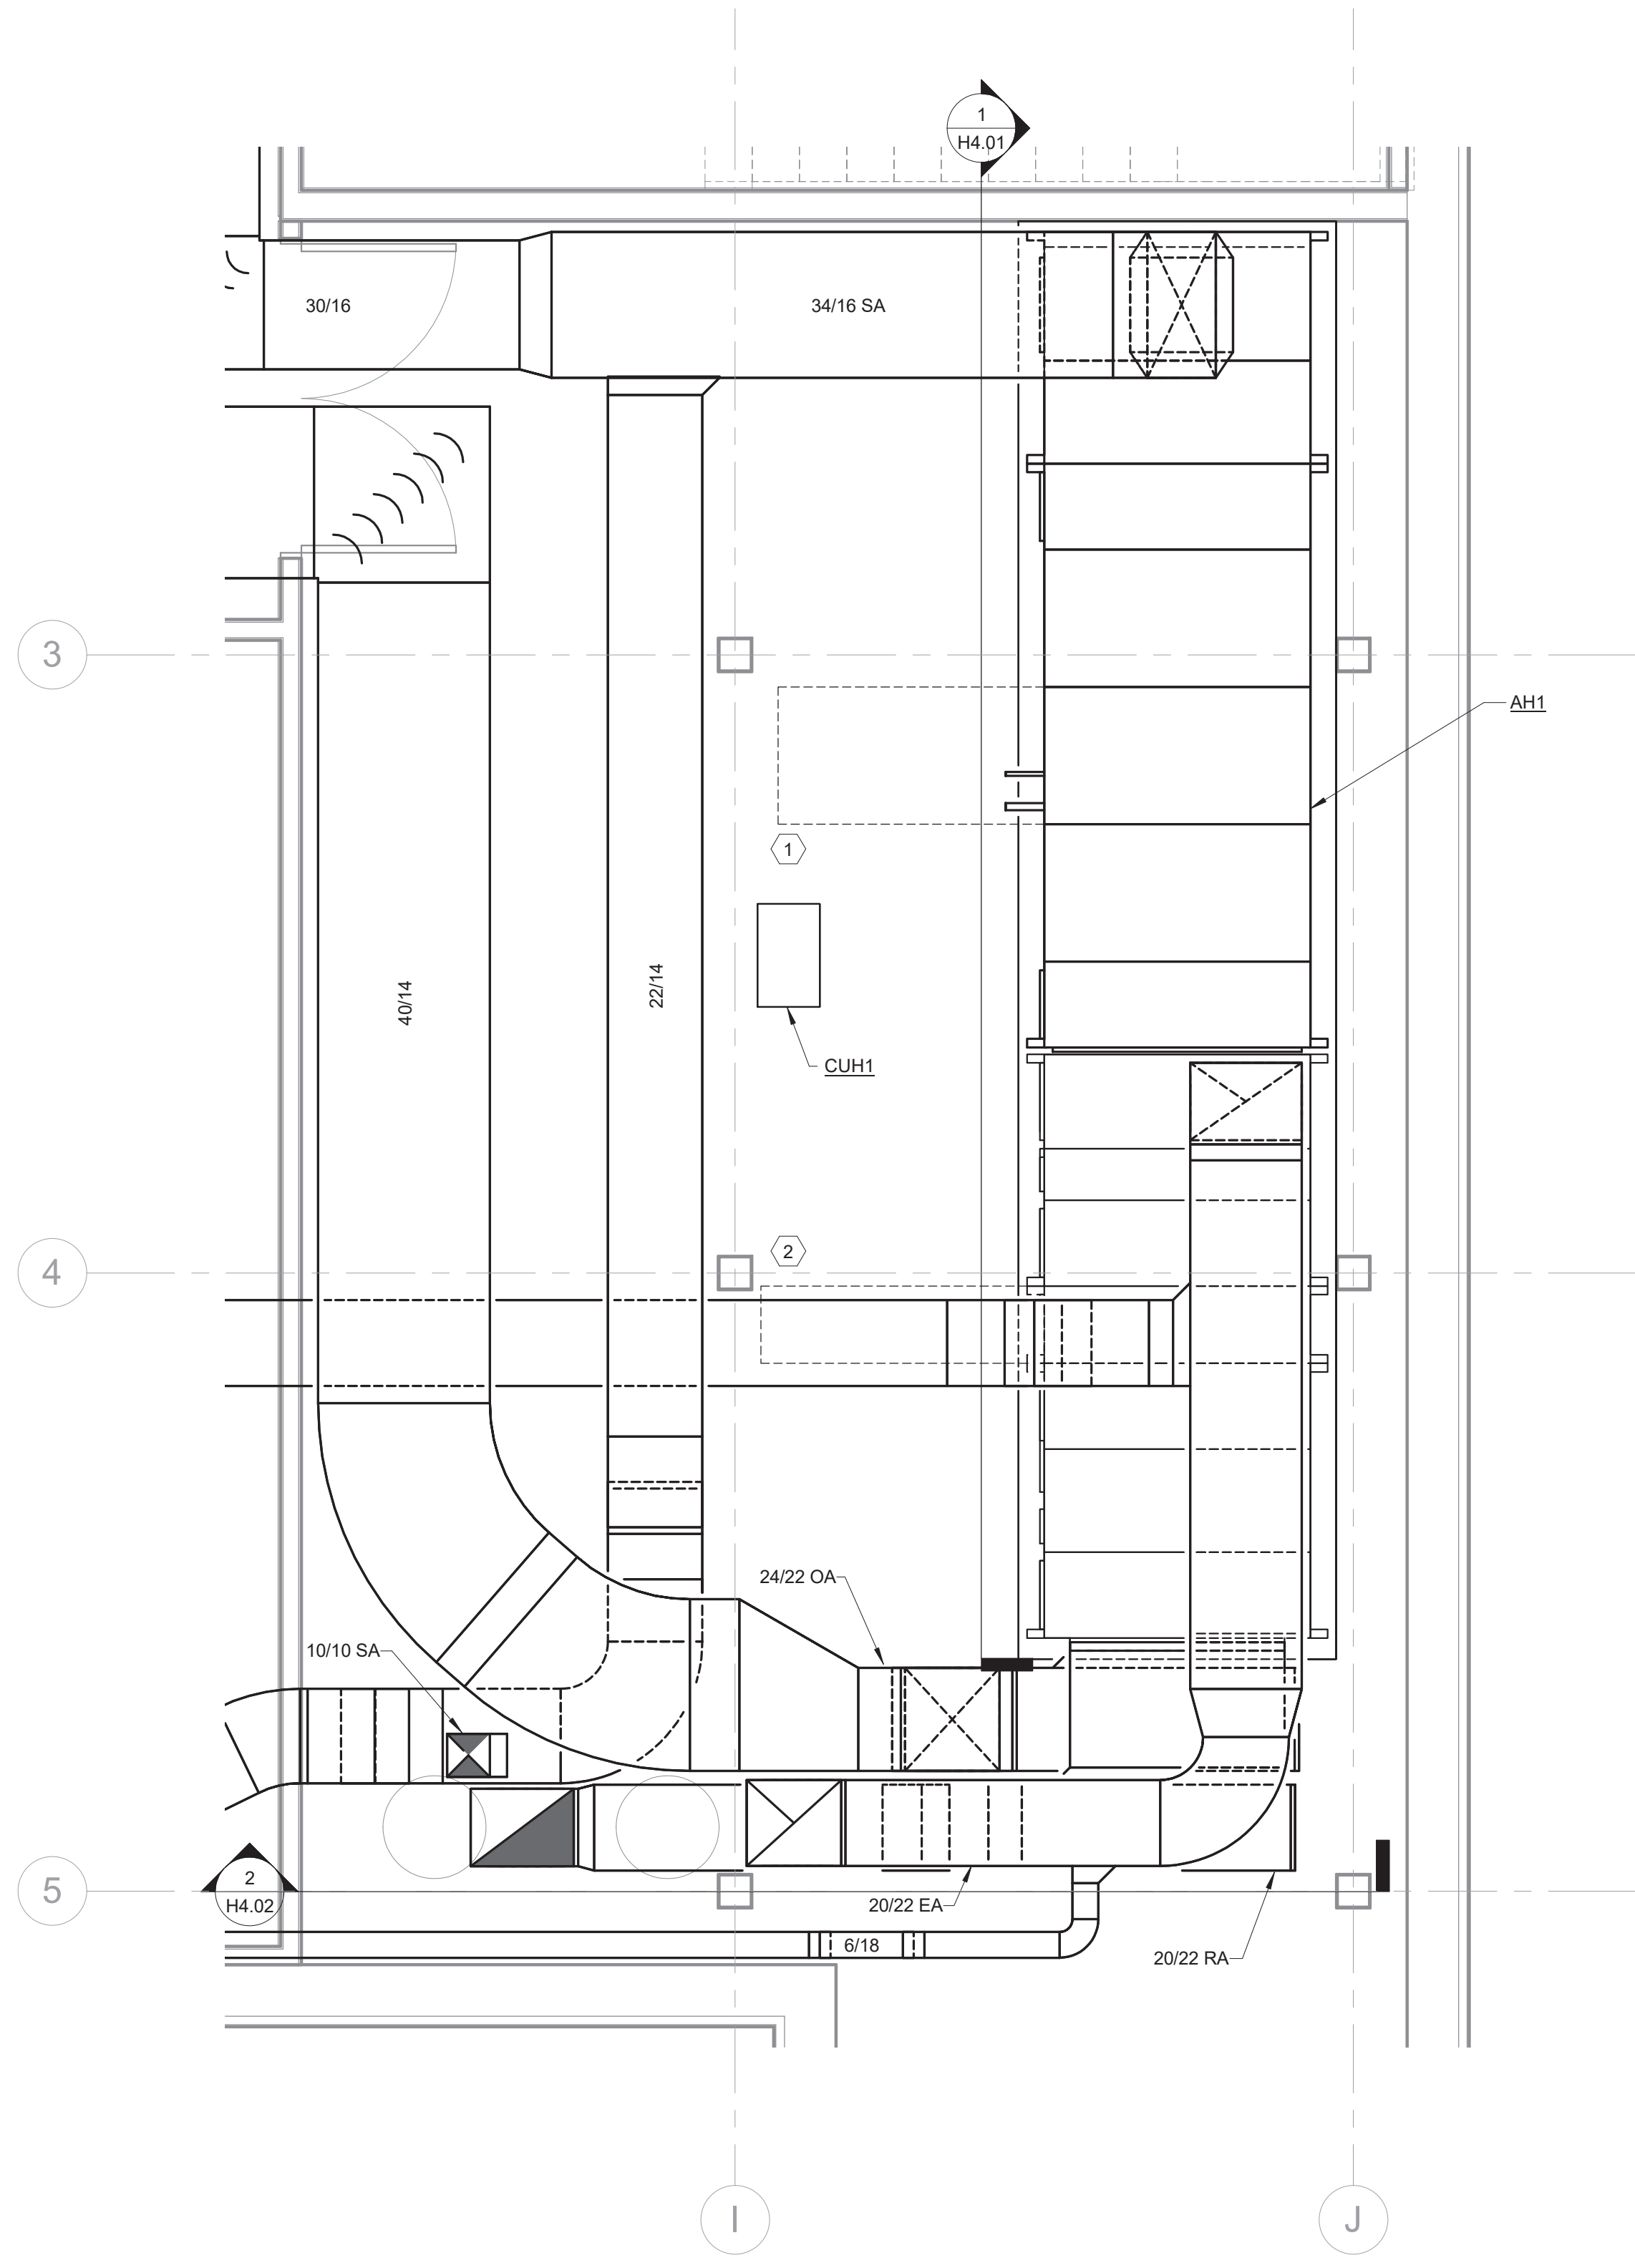 1
H4.01
30/16
34/16 SA
3
AH1
1
40/14
22/14
CUH1
2
4
24/22 OA
10/10 SA
2
H4.02
5
20/22 EA
6/18
20/22 RA
I
J